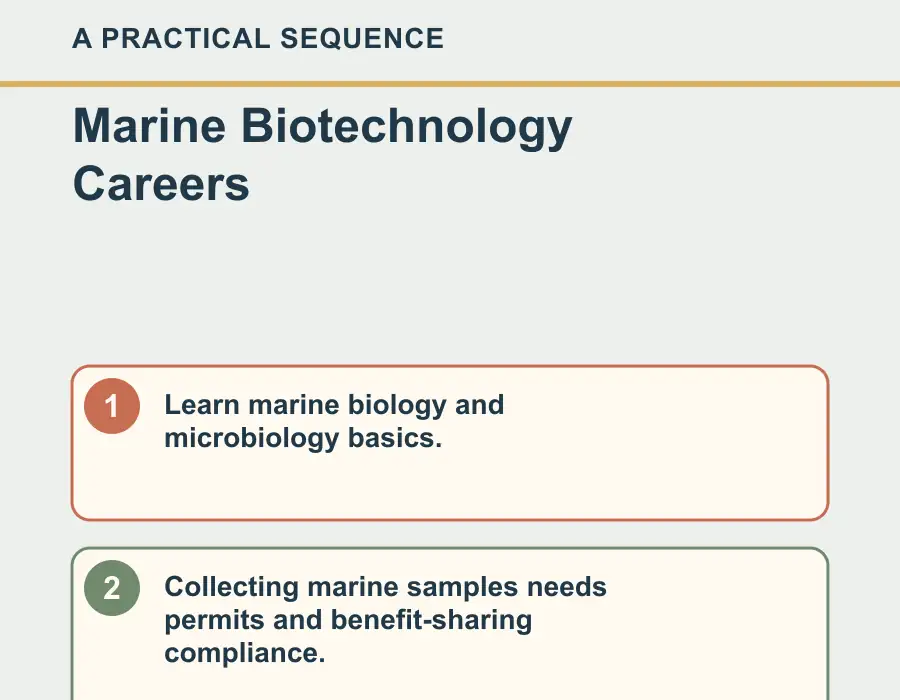 A PRACTICAL SEQUENCE
Marine Biotechnology
Careers
1
Learn marine biology and
microbiology basics.
2
Collecting marine samples needs
permits and benefit-sharing
compliance.